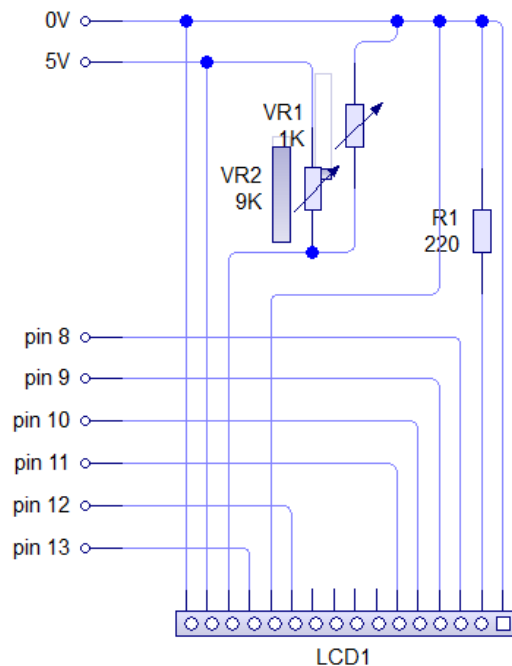 0V
5V
VR1
1K
VR2
9K
R1
220
pin 8
pin 9
pin 10
pin 11
pin 12
pin 13
LCD1